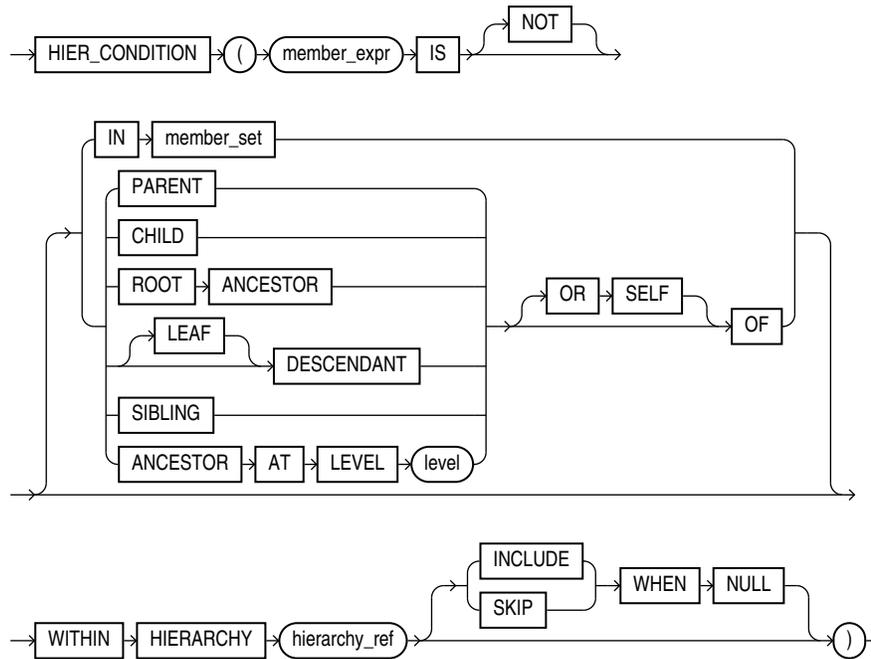 NOT
HIER_CONDITION ( member_expr IS
IN member_set
PARENT
CHILD
ROOT ANCESTOR
OR SELF
OF
LEAF
DESCENDANT
SIBLING
ANCESTOR AT LEVEL level
INCLUDE
WHEN NULL
SKIP
WITHIN HIERARCHY hierarchy_ref )